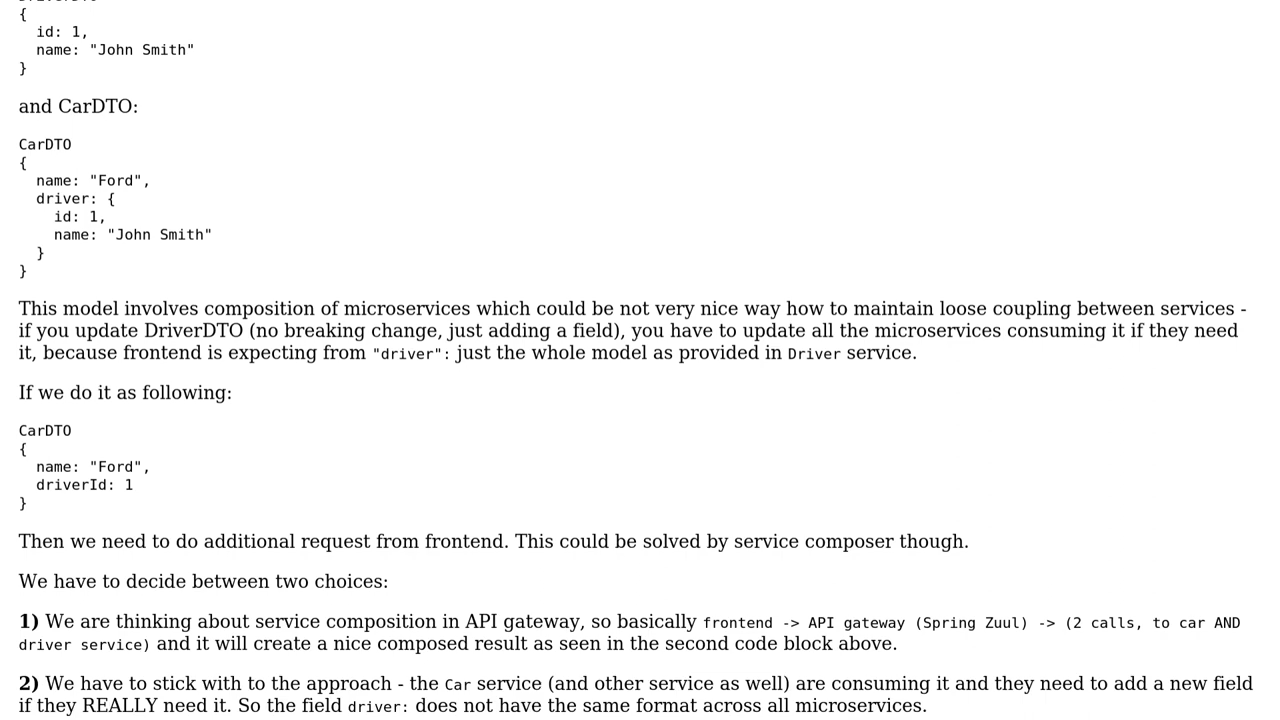 {
  id: 1,
  name: "John Smith"
}
and CarDTO:
CarDTO
{
  name: "Ford",
  driver: {
    id: 1,
    name: "John Smith"
  }
}
This model involves composition of microservices which could be not very nice way how to maintain loose coupling between services -
if you update DriverDTO (no breaking change, just adding a field), you have to update all the microservices consuming it if they need
it, because frontend is expecting from "driver": just the whole model as provided in Driver service.
If we do it as following:
CarDTO
{
  name: "Ford",
  driverId: 1
}
Then we need to do additional request from frontend. This could be solved by service composer though.
We have to decide between two choices:
1) We are thinking about service composition in API gateway, so basically frontend -> API gateway (Spring Zuul) -> (2 calls, to car AND
driver service) and it will create a nice composed result as seen in the second code block above.
2) We have to stick with to the approach - the Car service (and other service as well) are consuming it and they need to add a new field
if they REALLY need it. So the field driver: does not have the same format across all microservices.